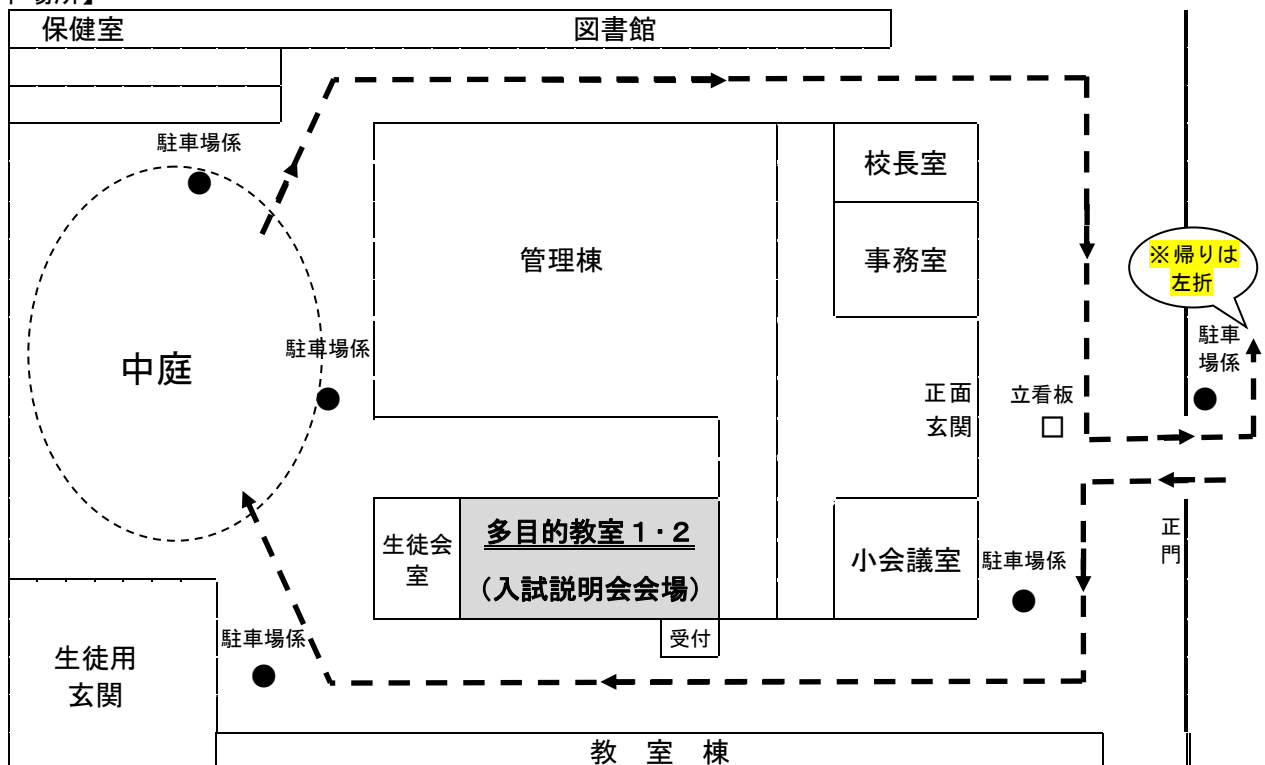 場所】
保健室
図書館
駐車場係
校長室
管理棟
事務室
※帰りは
左折
駐車
場係
駐車場係
中庭
正面
玄関
立看板
生徒会
室
多目的教室１・２
（入試説明会会場）
小会議室
駐車場係
正
門
受付
駐車場係
生徒用
玄関
教　室　棟